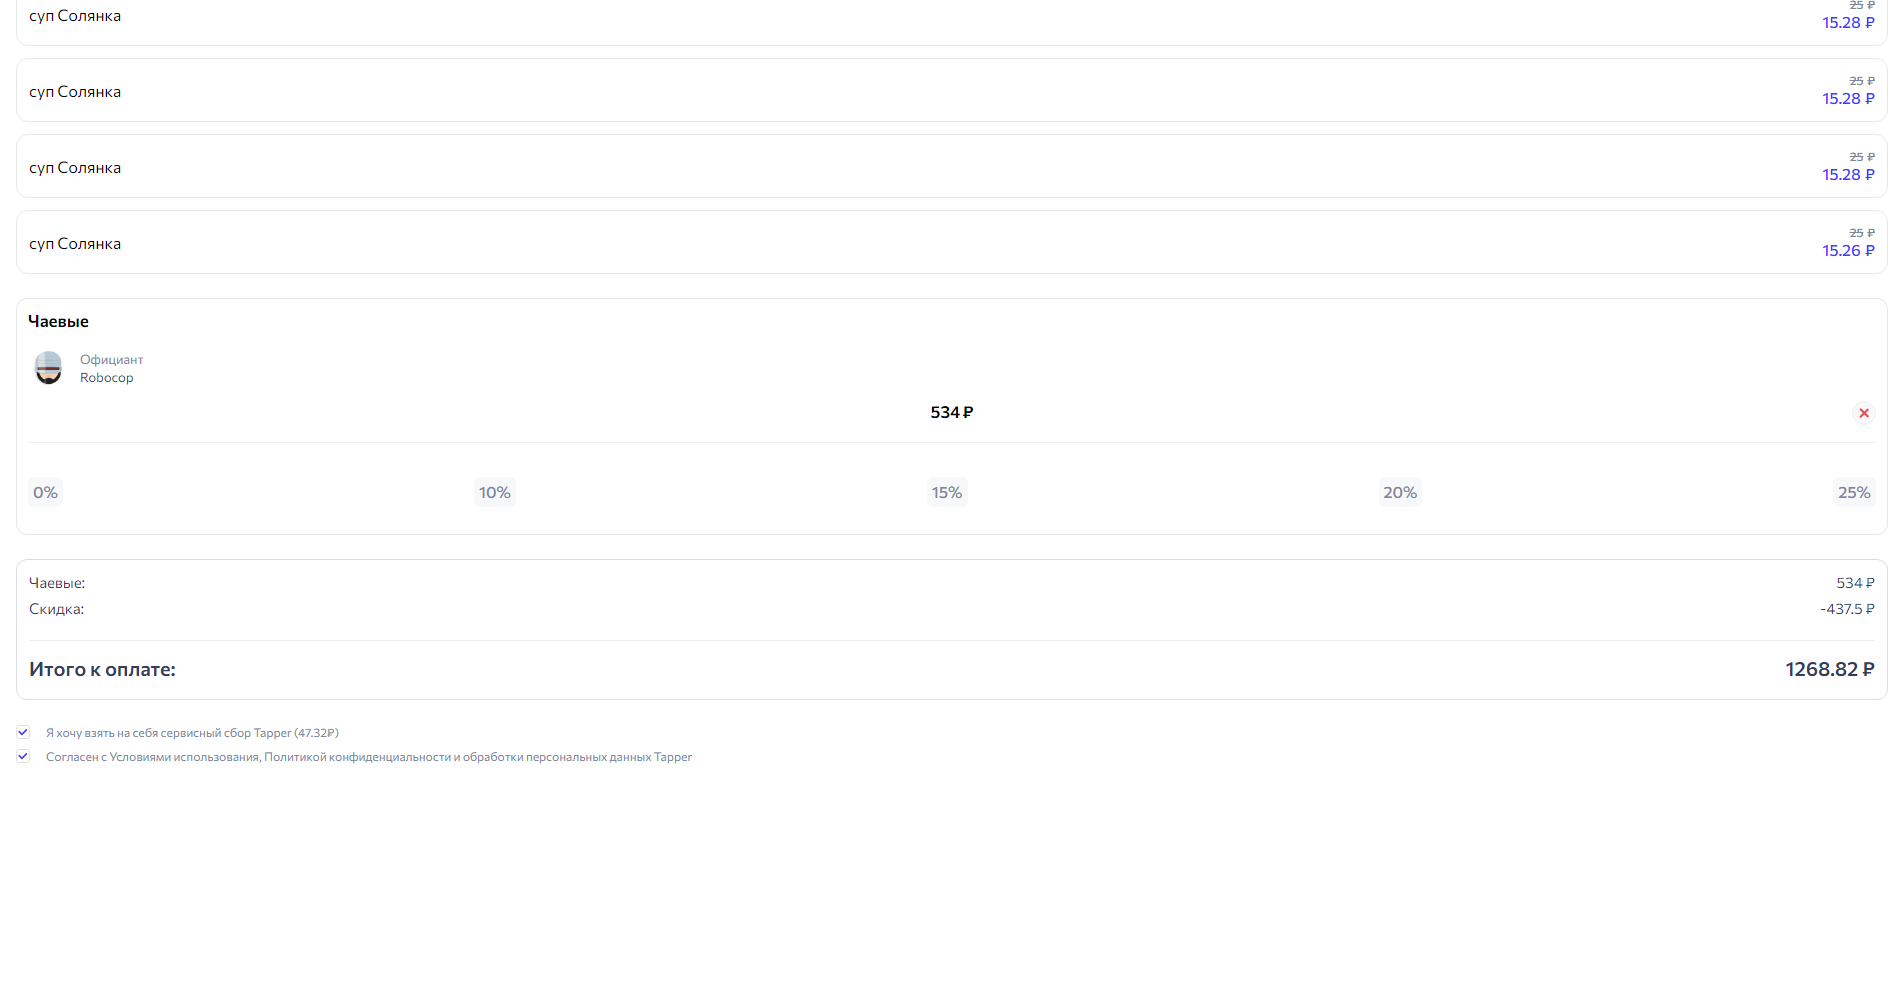 25 ₽
суп Солянка
15.28 ₽
25 ₽
суп Солянка
15.28 ₽
25 ₽
суп Солянка
15.28 ₽
25 ₽
суп Солянка
15.26 ₽
Чаевые
Официант
Robocop
534 ₽
0% 10% 15% 20% 25%
Чаевые: 534 ₽
Скидка: -437.5 ₽
Итого к оплате: 1268.82 ₽
Я хочу взять на себя сервисный сбор Tapper (47.32₽)
Согласен с Условиями использования, Политикой конфиденциальности и обработки персональных данных Tapper